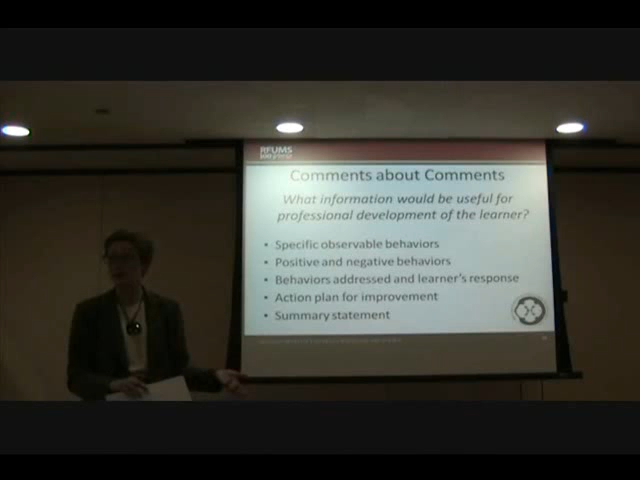 RFUMS
Comments about Comments
What information would be useful for
professional development of the learner?
• Specific observable behaviors
• Positive and negative behaviors
• Behaviors addressed and learner's response
• Action plan for improvement
• Summary statement